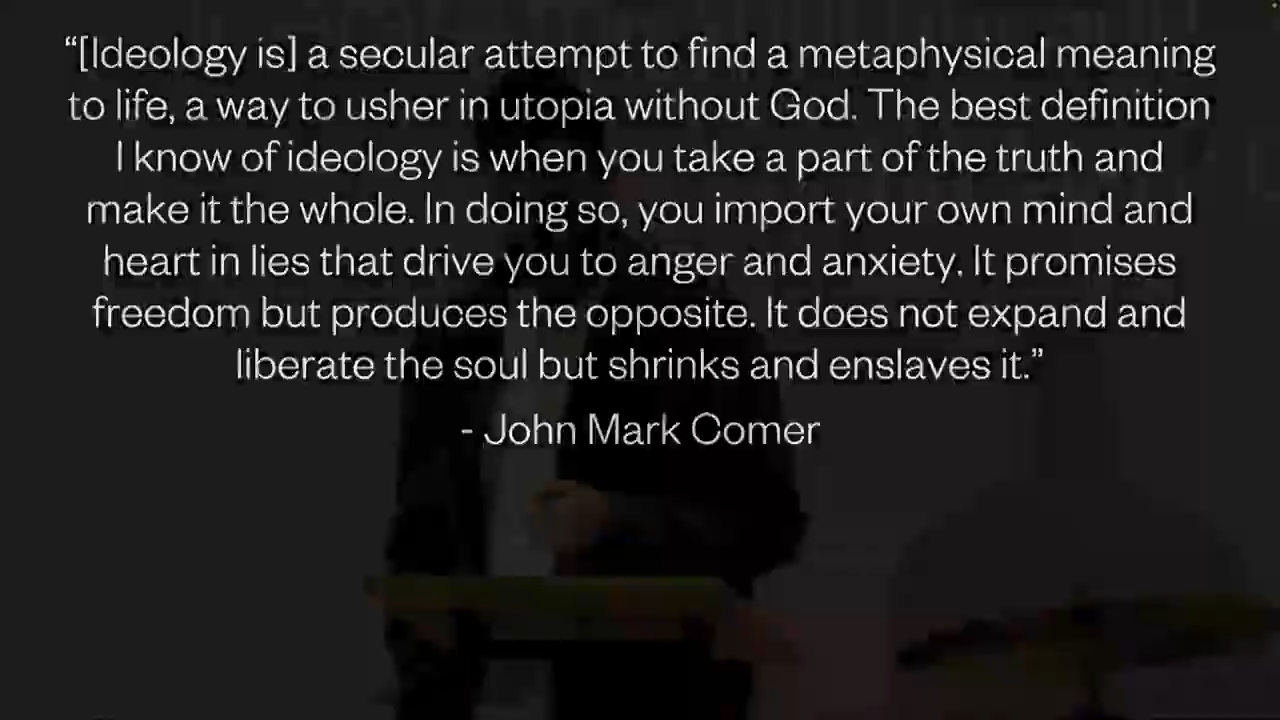 “[Ideology is] a secular attempt to find a metaphysical meaning
to life, a way to usher in utopia without God. The best definition
I know of ideology is when you take a part of the truth and
make it the whole. In doing so, you import your own mind and
heart in lies that drive you to anger and anxiety. It promises
freedom but produces the opposite. It does not expand and
liberate the soul but shrinks and enslaves it.”
- John Mark Comer